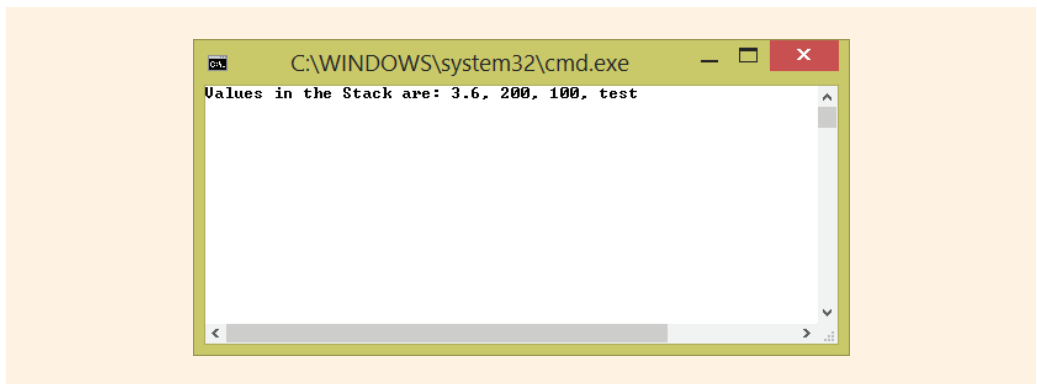 C:\WINDOWS\system32\cmd.exe
Values in the Stack are: 3.6, 200, 100, test